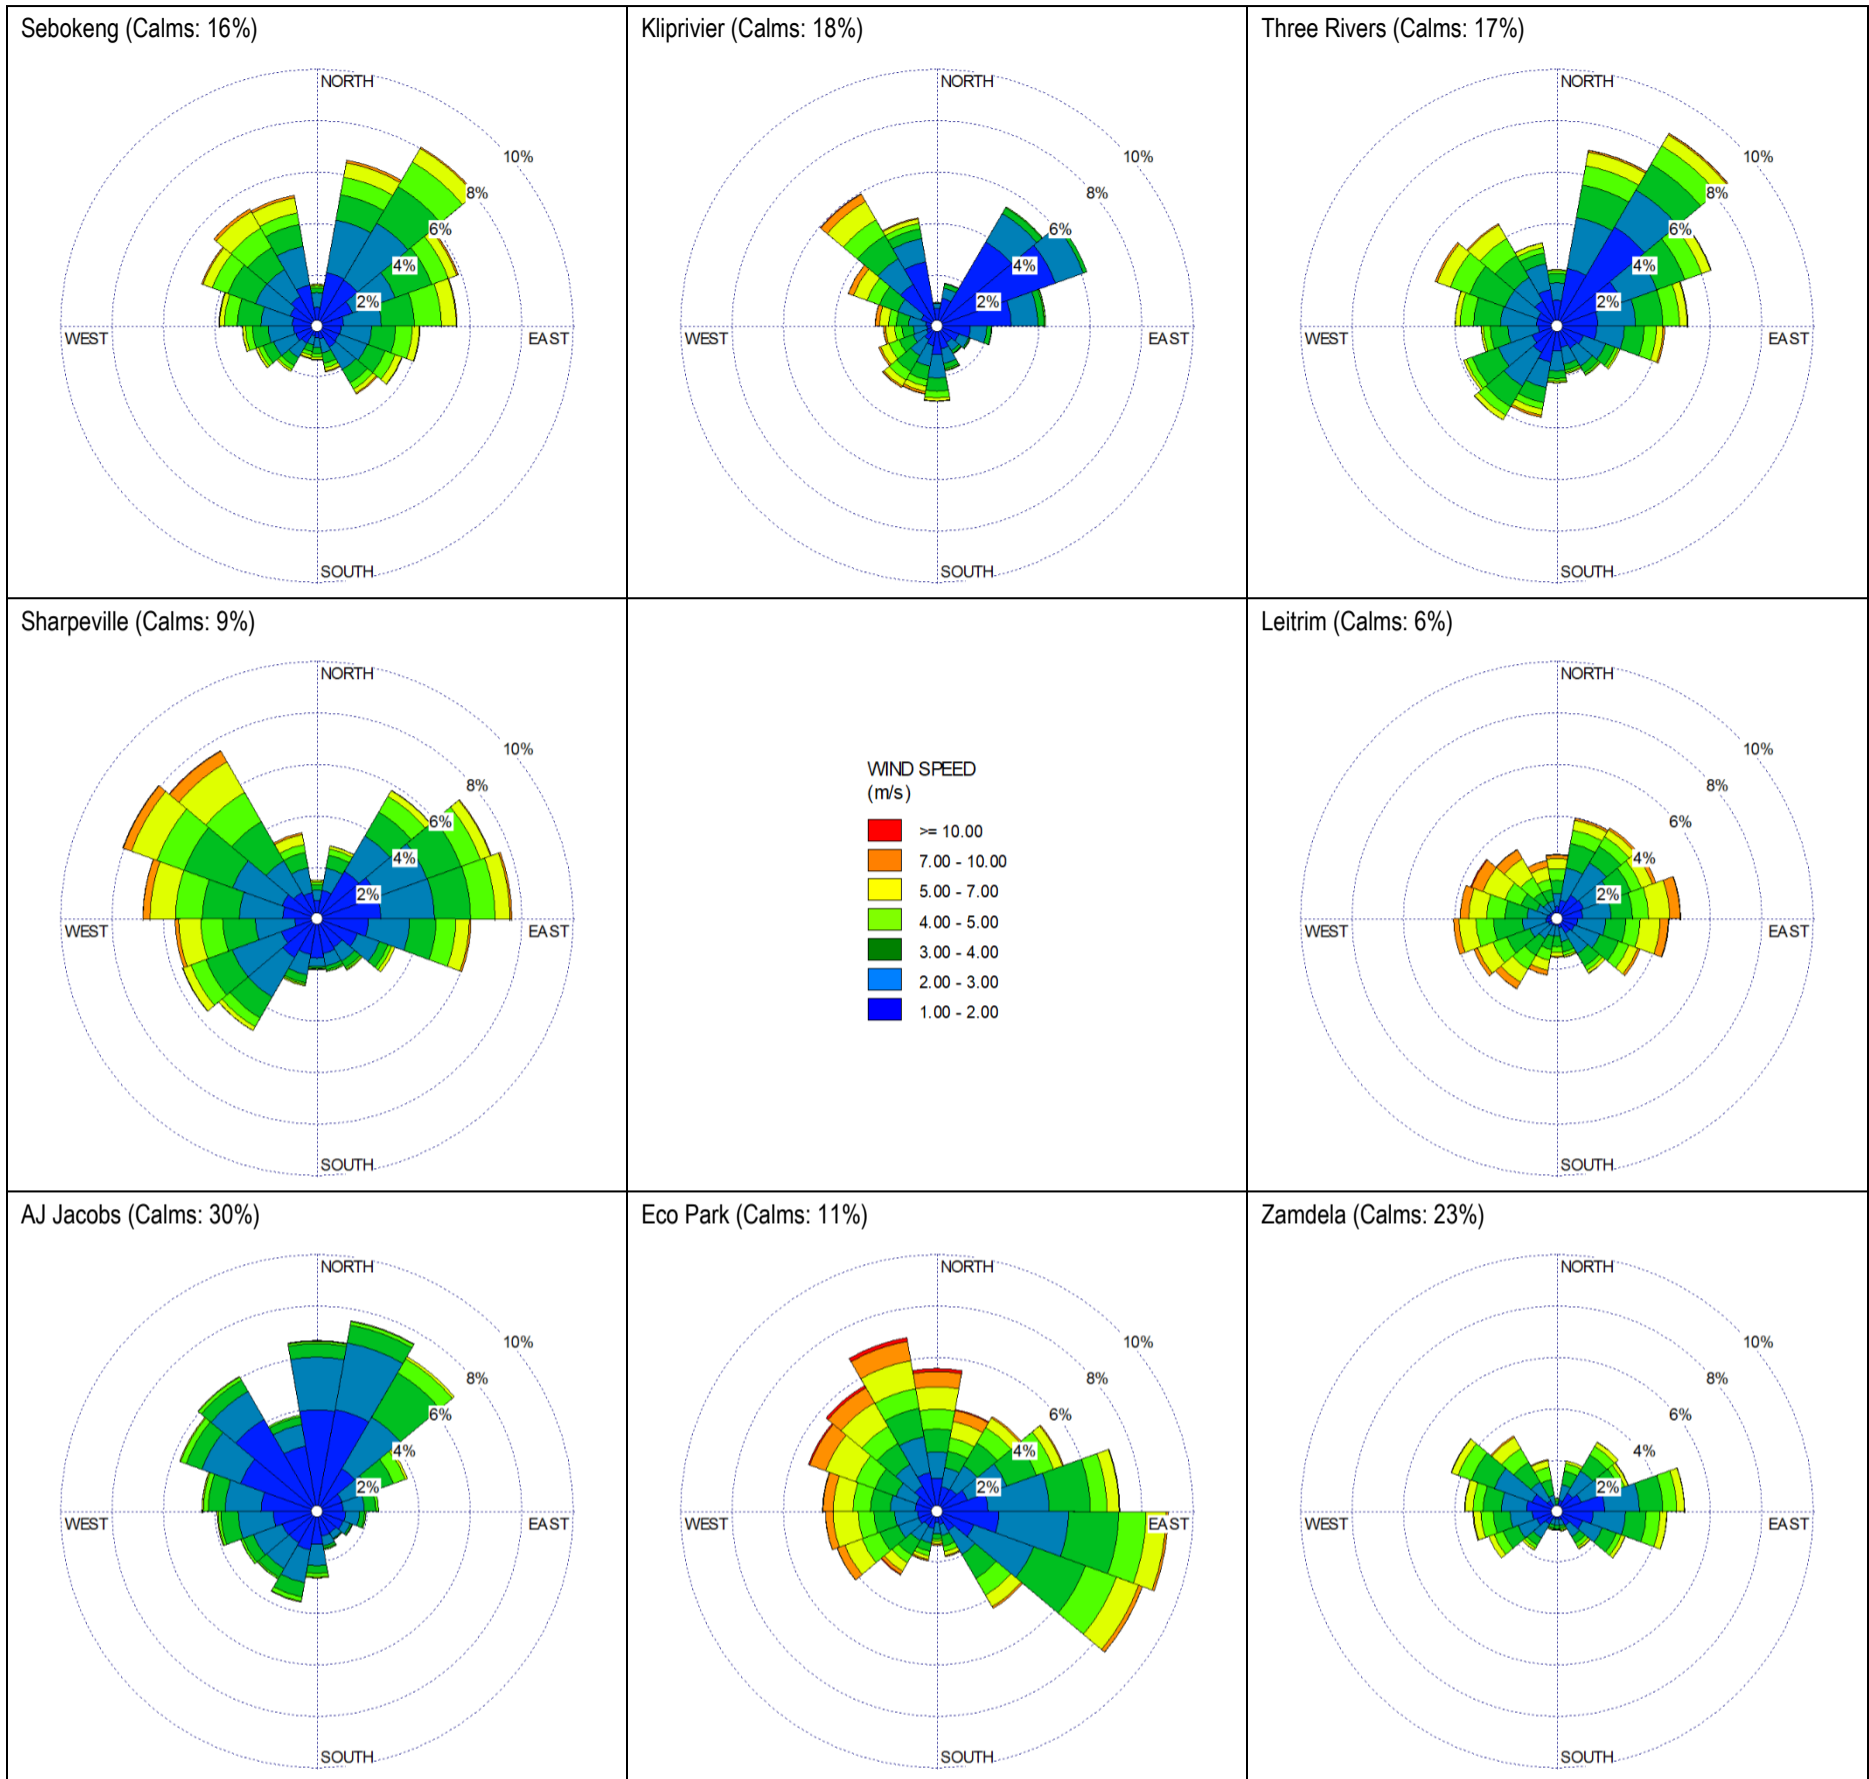 Sebokeng (Calms: 16%)
NORTH
10%
8%
6%
4%
2%
WEST
EAST
SOUTH
Kliprivier (Calms: 18%)
NORTH
10%
8%
6%
4%
2%
WEST
EAST
SOUTH
Three Rivers (Calms: 17%)
NORTH
10%
8%
6%
4%
2%
WEST
EAST
SOUTH
Sharpeville (Calms: 9%)
NORTH
10%
8%
6%
4%
2%
WEST
EAST
SOUTH
WIND SPEED
(m/s)
>= 10.00
7.00 - 10.00
5.00 - 7.00
4.00 - 5.00
3.00 - 4.00
2.00 - 3.00
1.00 - 2.00
Leitrim (Calms: 6%)
NORTH
10%
8%
6%
4%
2%
WEST
EAST
SOUTH
AJ Jacobs (Calms: 30%)
NORTH
10%
8%
6%
4%
2%
WEST
EAST
SOUTH
Eco Park (Calms: 11%)
NORTH
10%
8%
6%
4%
2%
WEST
EAST
SOUTH
Zamdela (Calms: 23%)
NORTH
10%
8%
6%
4%
2%
WEST
EAST
SOUTH